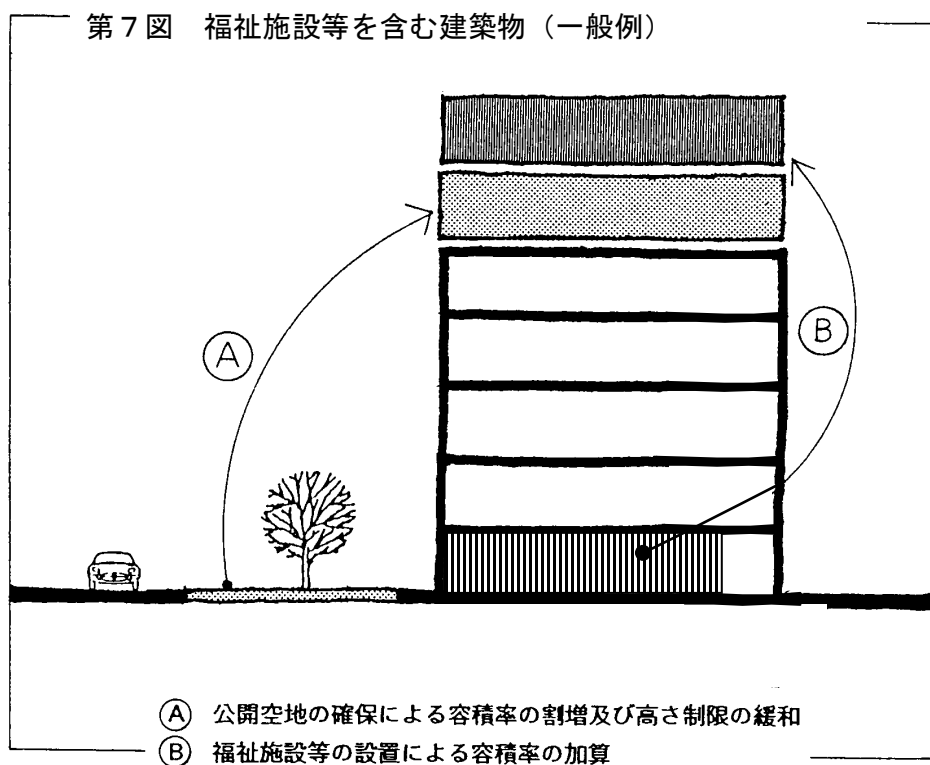 第7図　福祉施設等を含む建築物（一般例）
Ⓐ
Ⓑ
Ⓐ　公開空地の確保による容積率の割増及び高さ制限の緩和
Ⓑ　福祉施設等の設置による容積率の加算